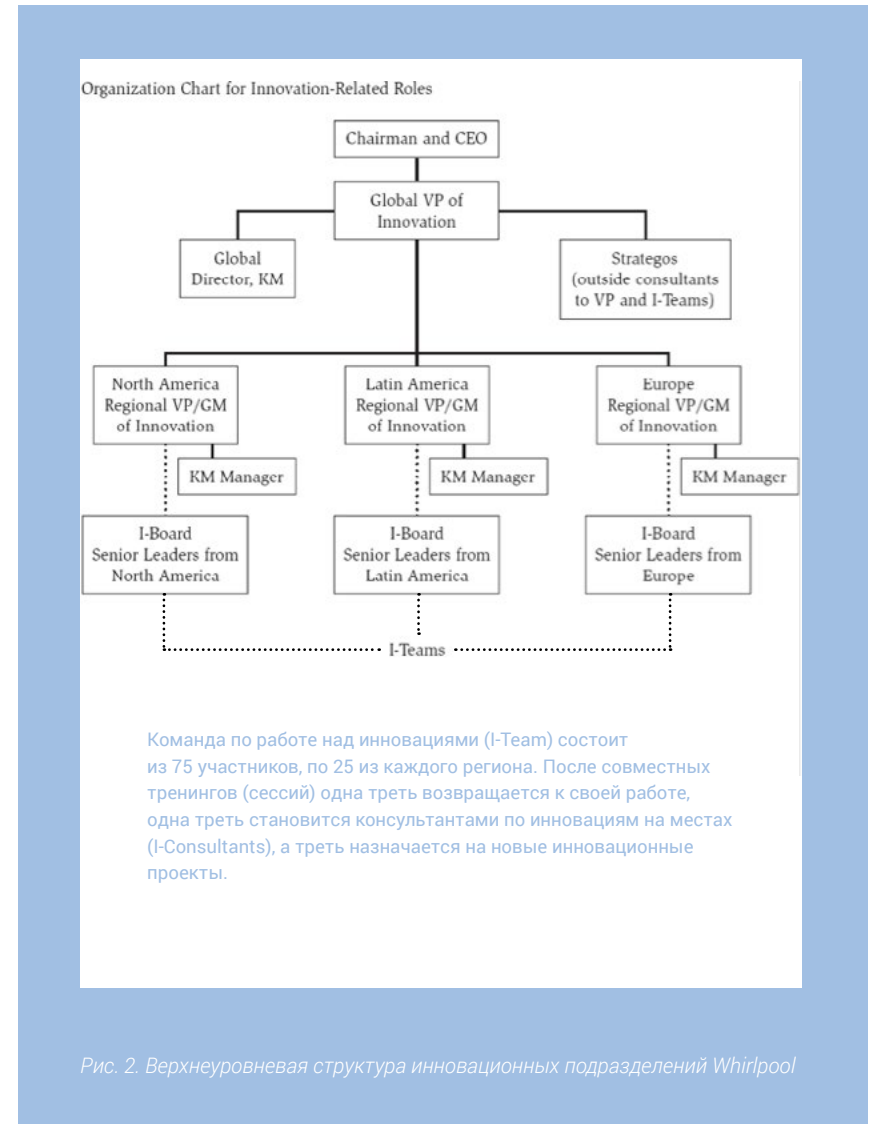 Organization Chart for Innovation-Related Roles
Chairman and CEO
Global VP of
Innovation
Global
Director, KM
Strategos
(outside consultants
to VP and I-Teams)
North America
Regional VP/GM
of Innovation
Latin America
Regional VP/GM
of Innovation
Europe
Regional VP/GM
of Innovation
KM Manager
KM Manager
KM Manager
I-Board
Senior Leaders from
North America
I-Board
Senior Leaders from
Latin America
I-Board
Senior Leaders from
Europe
I-Teams
Команда по работе над инновациями (I-Team) состоит
из 75 участников, по 25 из каждого региона. После совместных
тренингов (сессий) одна треть возвращается к своей работе,
одна треть становится консультантами по инновациям на местах
(I-Consultants), а треть назначается на новые инновационные
проекты.
Рис. 2. Верхнеуровневая структура инновационных подразделений Whirlpool